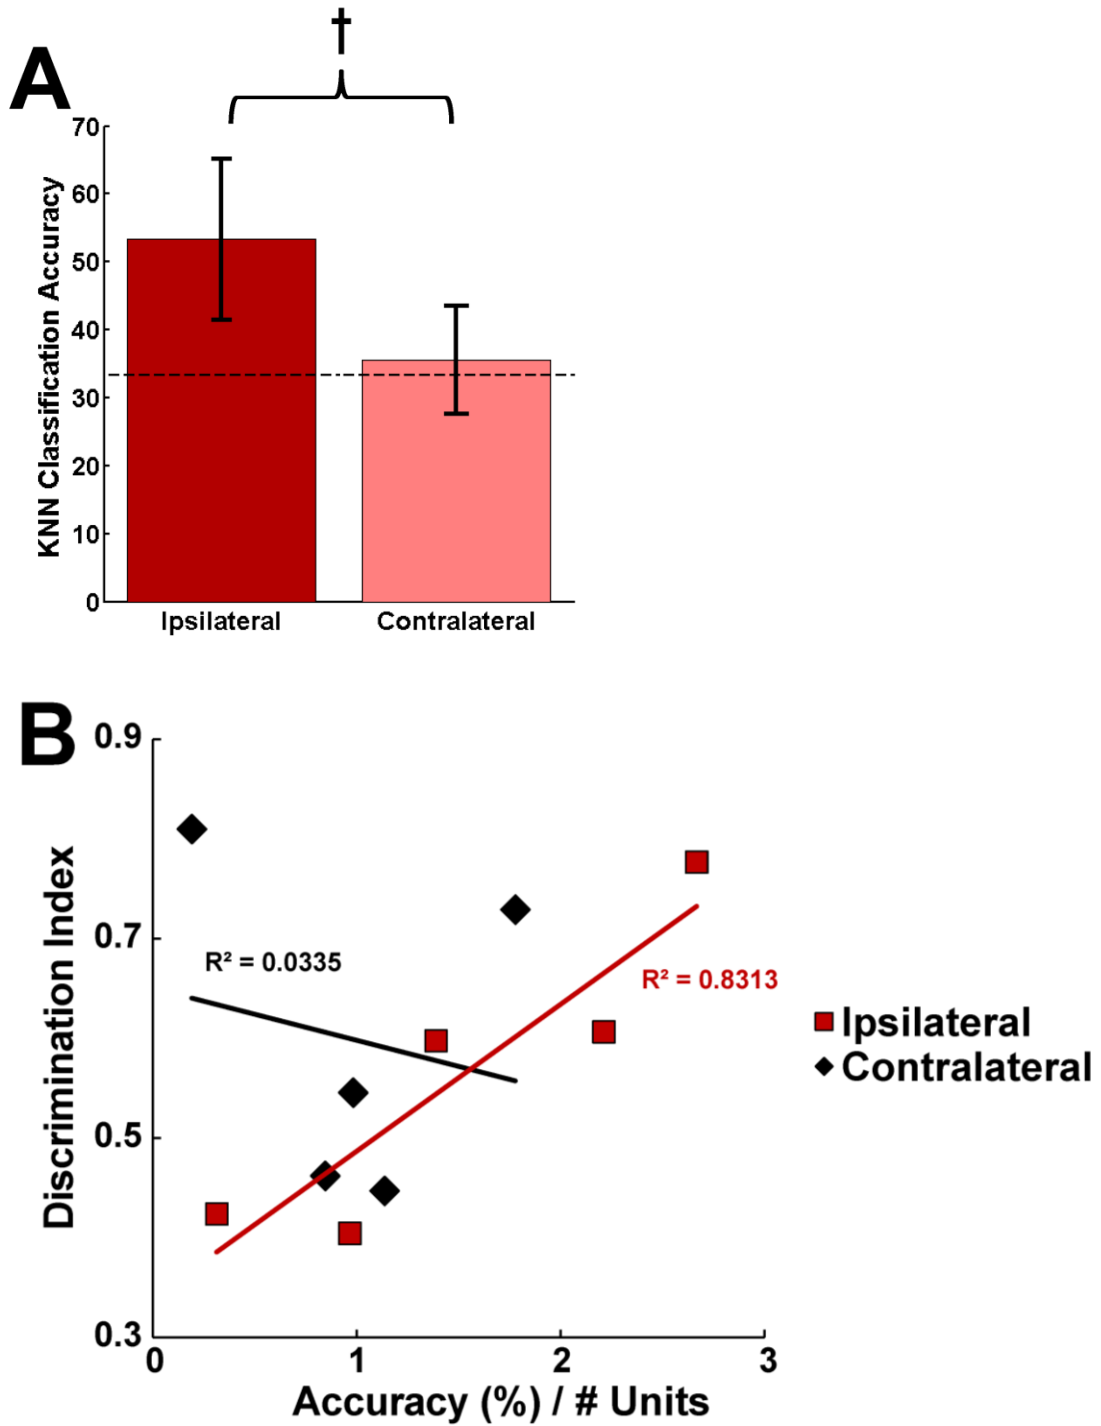 †
A
KNN Classification Accuracy
70
60
50
40
30
20
10
0
Ipsilateral
Contralateral
B
Discrimination Index
0.9
0.7
0.5
0.3
R² = 0.0335
R² = 0.8313
Ipsilateral
Contralateral
0 1 2 3
Accuracy (%) / # Units